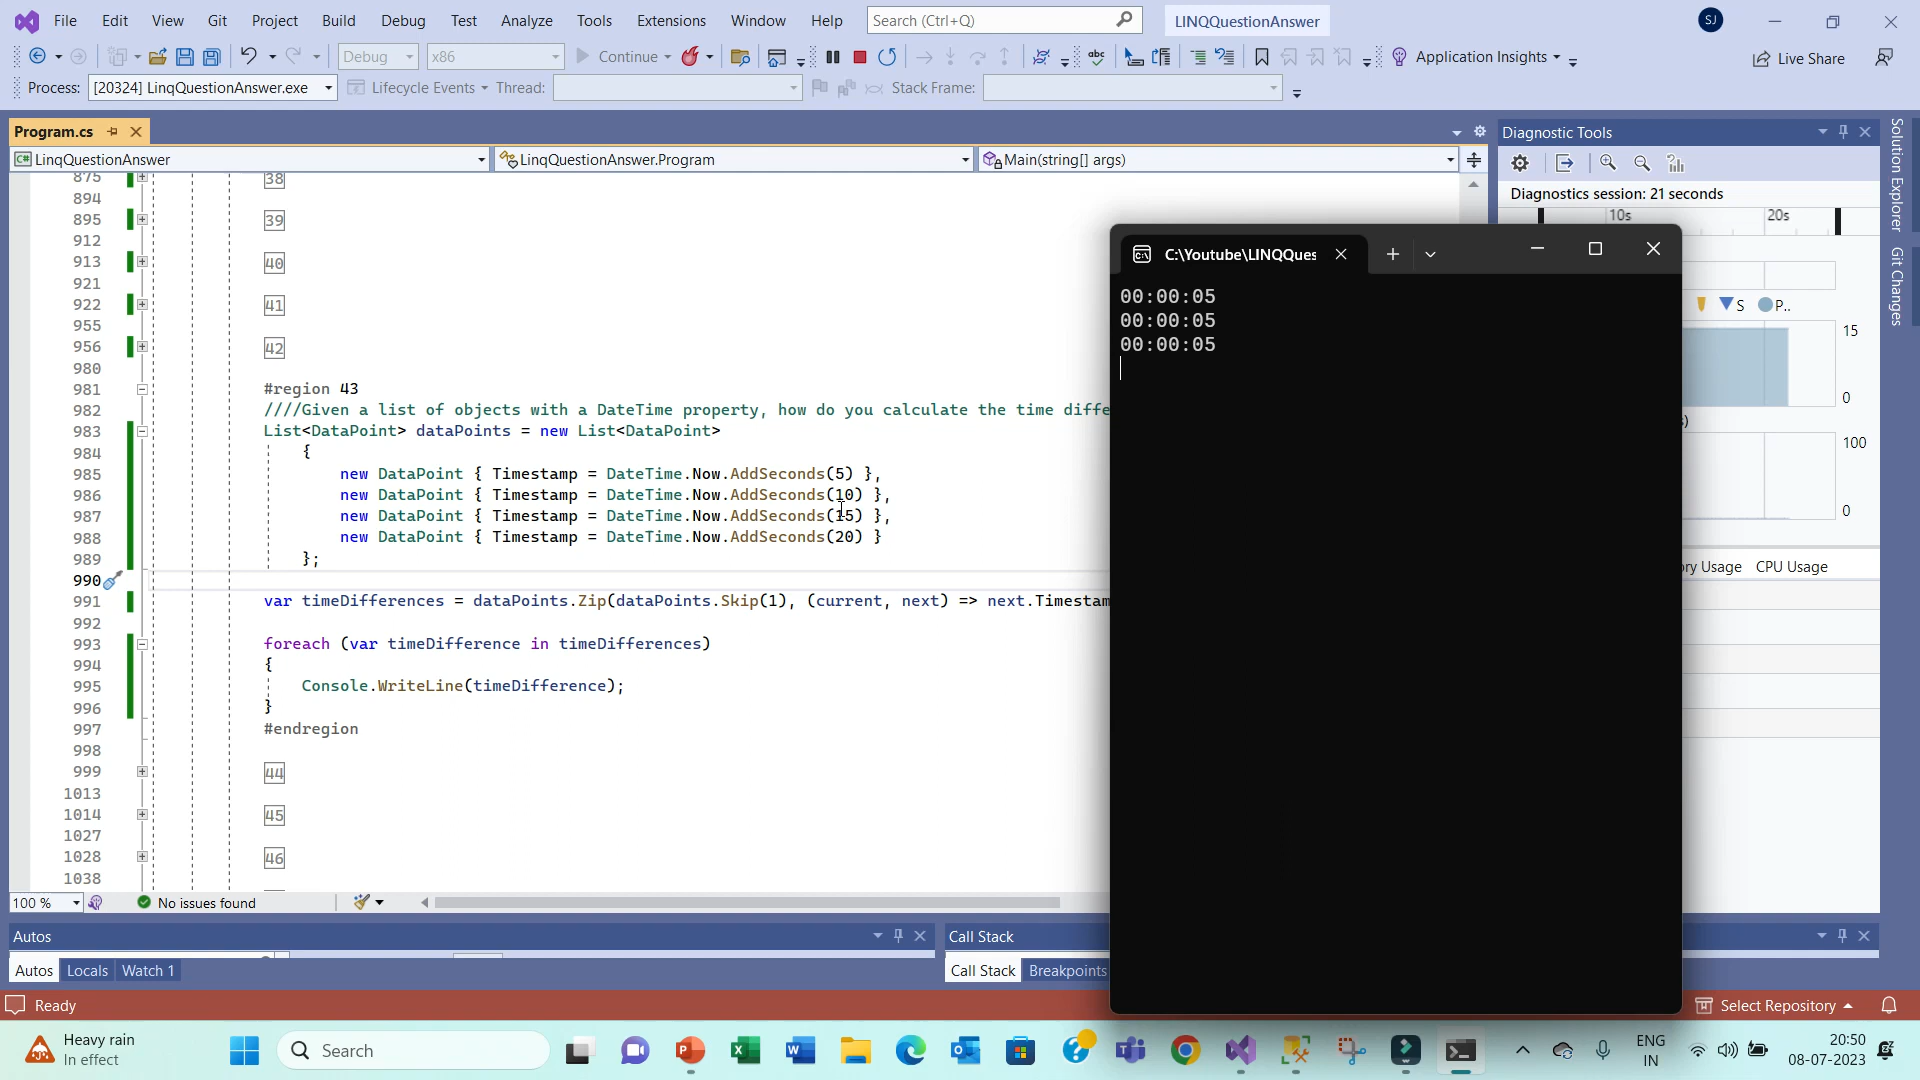 File Edit View Git Project Build Debug Test Analyze Tools Extensions Window Help Search (Ctrl+Q) LINQQuestionAnswer SJ
Debug x86 Continue abc Application Insights Live Share
Process: [20324] LinqQuestionAnswer.exe Lifecycle Events Thread: Stack Frame:
Program.cs
C# LinqQuestionAnswer LinqQuestionAnswer.Program Main(string[] args)
875 38
894
895 39
912
913 40
921
922 41
955
956 42
980
981 #region 43
982 ////Given a list of objects with a DateTime property, how do you calculate the time diffe
983 List<DataPoint> dataPoints = new List<DataPoint>
984 {
985 new DataPoint { Timestamp = DateTime.Now.AddSeconds(5) },
986 new DataPoint { Timestamp = DateTime.Now.AddSeconds(10) },
987 new DataPoint { Timestamp = DateTime.Now.AddSeconds(15) },
988 new DataPoint { Timestamp = DateTime.Now.AddSeconds(20) }
989 };
990
991 var timeDifferences = dataPoints.Zip(dataPoints.Skip(1), (current, next) => next.Timestam
992
993 foreach (var timeDifference in timeDifferences)
994 {
995 Console.WriteLine(timeDifference);
996 }
997 #endregion
998
999 44
1013
1014 45
1027
1028 46
1038
100 % No issues found
Diagnostic Tools
Diagnostics session: 21 seconds
10s 20s
S P..
15
0
100
0
ry Usage CPU Usage
Solution Explorer
Git Changes
C:\Youtube\LINQQues
00:00:05
00:00:05
00:00:05
Autos
Autos Locals Watch 1
Call Stack
Call Stack Breakpoints
Ready
Select Repository
Heavy rain
In effect
Search
ENG
IN
20:50
08-07-2023